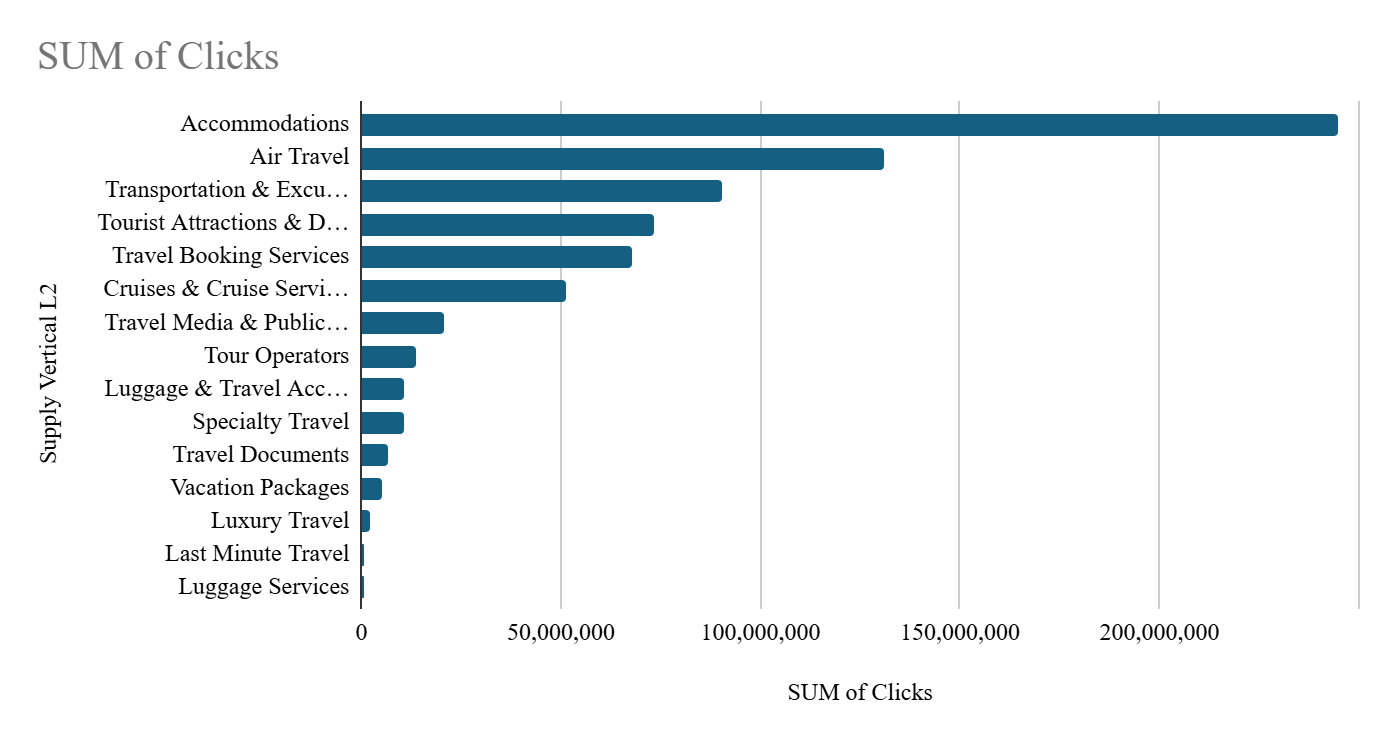 SUM of Clicks
Supply Vertical L2
Accommodations
Air Travel
Transportation & Excu…
Tourist Attractions & D…
Travel Booking Services
Cruises & Cruise Servi…
Travel Media & Public…
Tour Operators
Luggage & Travel Acc…
Specialty Travel
Travel Documents
Vacation Packages
Luxury Travel
Last Minute Travel
Luggage Services
0 50,000,000 100,000,000 150,000,000 200,000,000
SUM of Clicks